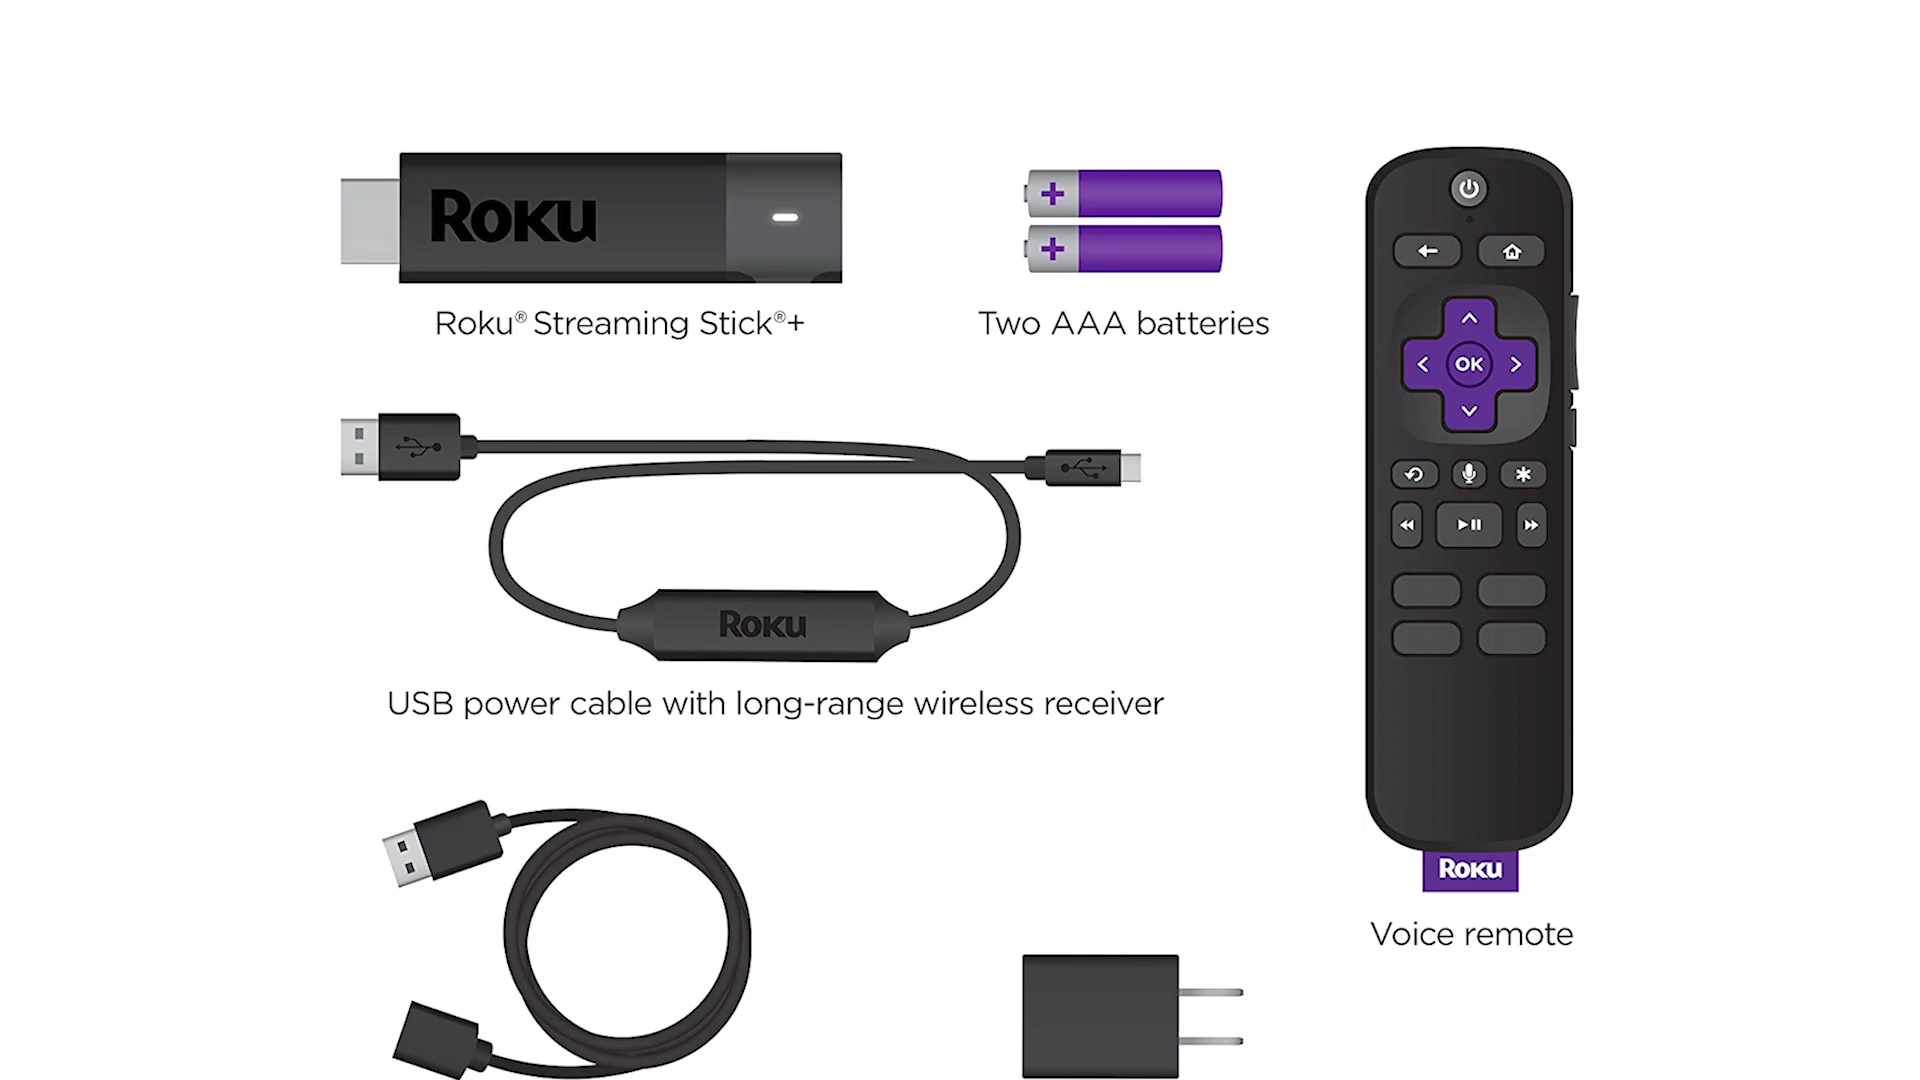 Roku
Roku® Streaming Stick®+
Two AAA batteries
OK
Roku
USB power cable with long-range wireless receiver
Roku
Voice remote